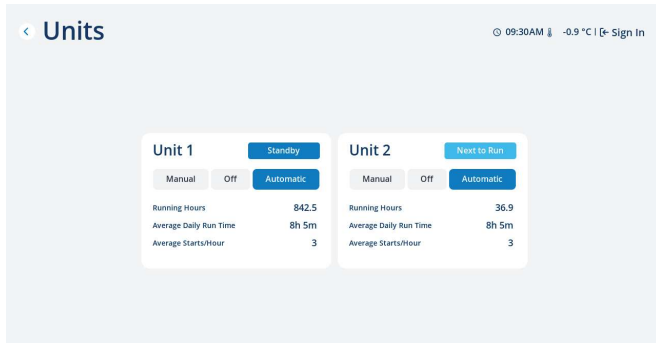 Units
09:30AM -0.9 °C | Sign In
Unit 1 Standby
Manual Off Automatic
Running Hours 842.5
Average Daily Run Time 8h 5m
Average Starts/Hour 3
Unit 2 Next to Run
Manual Off Automatic
Running Hours 36.9
Average Daily Run Time 8h 5m
Average Starts/Hour 3